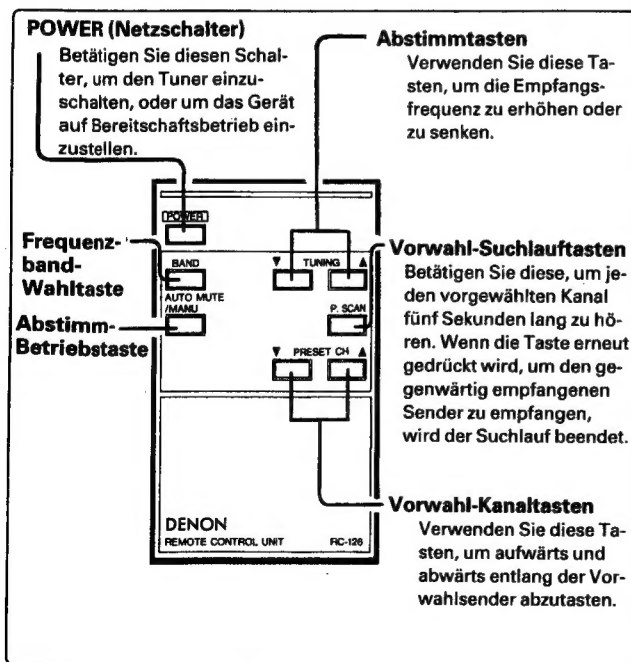 POWER (Netzschalter)
Betätigen Sie diesen Schal-
ter, um den Tuner einzu-
schalten, oder um das Gerät
auf Bereitschaftsbetrieb ein-
zustellen.
Abstimmtasten
Verwenden Sie diese Ta-
sten, um die Empfangs-
frequenz zu erhöhen oder
zu senken.
POWER
Frequenz-
band-
Wahltaste
BAND
▼ TUNING ▲
AUTO MUTE
/MANU
P. SCAN
Abstimm-
Betriebstaste
▼ PRESET CH ▲
Vorwahl-Suchlauftasten
Betätigen Sie diese, um je-
den vorgewählten Kanal
fünf Sekunden lang zu hö-
ren. Wenn die Taste erneut
gedrückt wird, um den ge-
genwärtig empfangenen
Sender zu empfangen,
wird der Suchlauf beendet.
DENON
REMOTE CONTROL UNIT RC-126
Vorwahl-Kanaltasten
Verwenden Sie diese Ta-
sten, um aufwärts und
abwärts entlang der Vor-
wahlsender abzutasten.